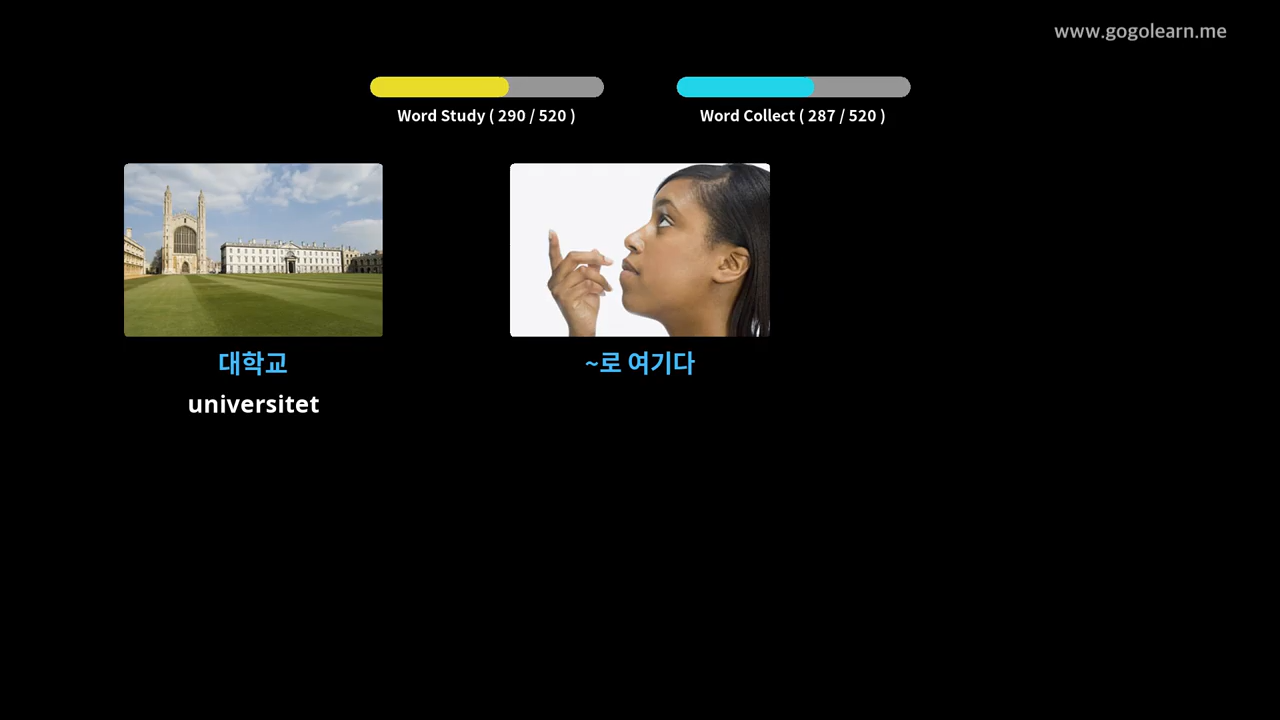 www.gogolearn.me
Word Study ( 290 / 520 )
Word Collect ( 287 / 520 )
대학교
~로 여기다
universitet